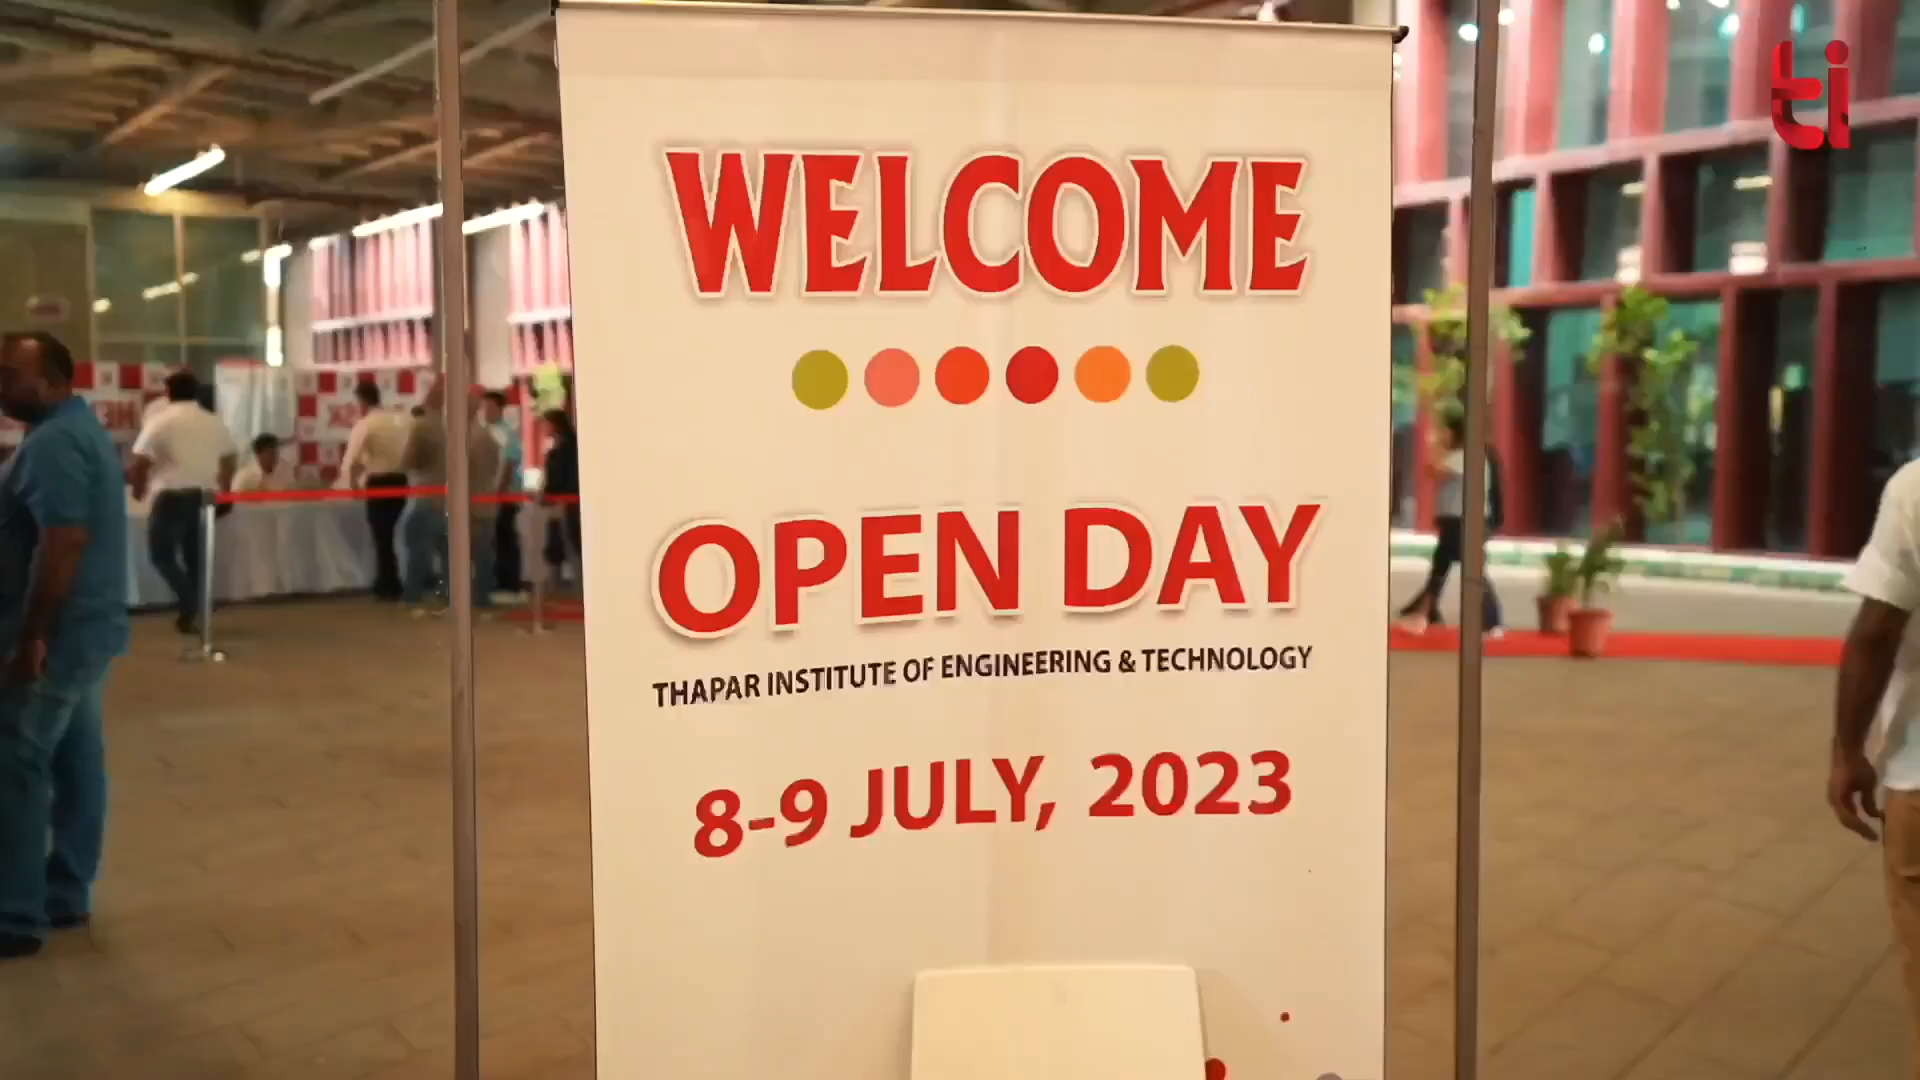 ti
WELCOME
OPEN DAY
THAPAR INSTITUTE OF ENGINEERING & TECHNOLOGY
8-9 JULY, 2023